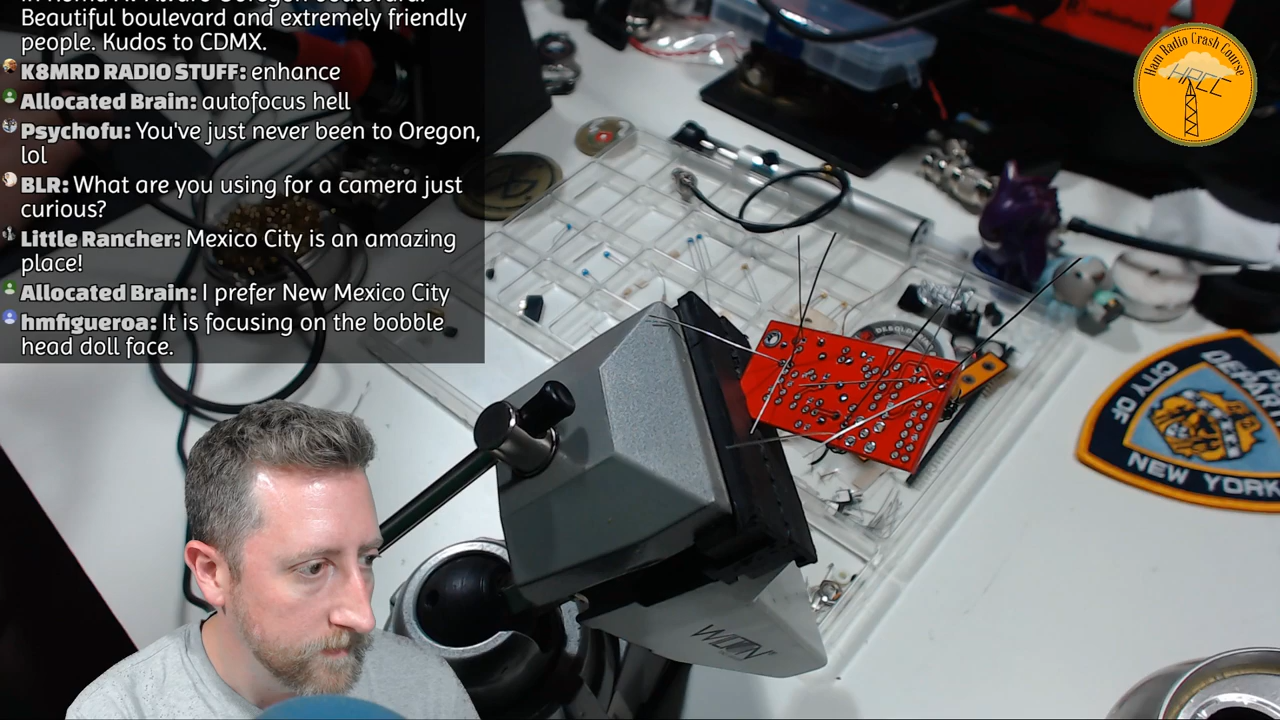 Beautiful boulevard and extremely friendly
people. Kudos to CDMX.
K8MRD RADIO STUFF: enhance
Allocated Brain: autofocus hell
Psychofu: You've just never been to Oregon,
lol
BLR: What are you using for a camera just
curious?
Little Rancher: Mexico City is an amazing
place!
Allocated Brain: I prefer New Mexico City
hmfigueroa: It is focusing on the bobble
head doll face.
Ham Radio Crash Course
HRCC
CITY OF
NEW YORK